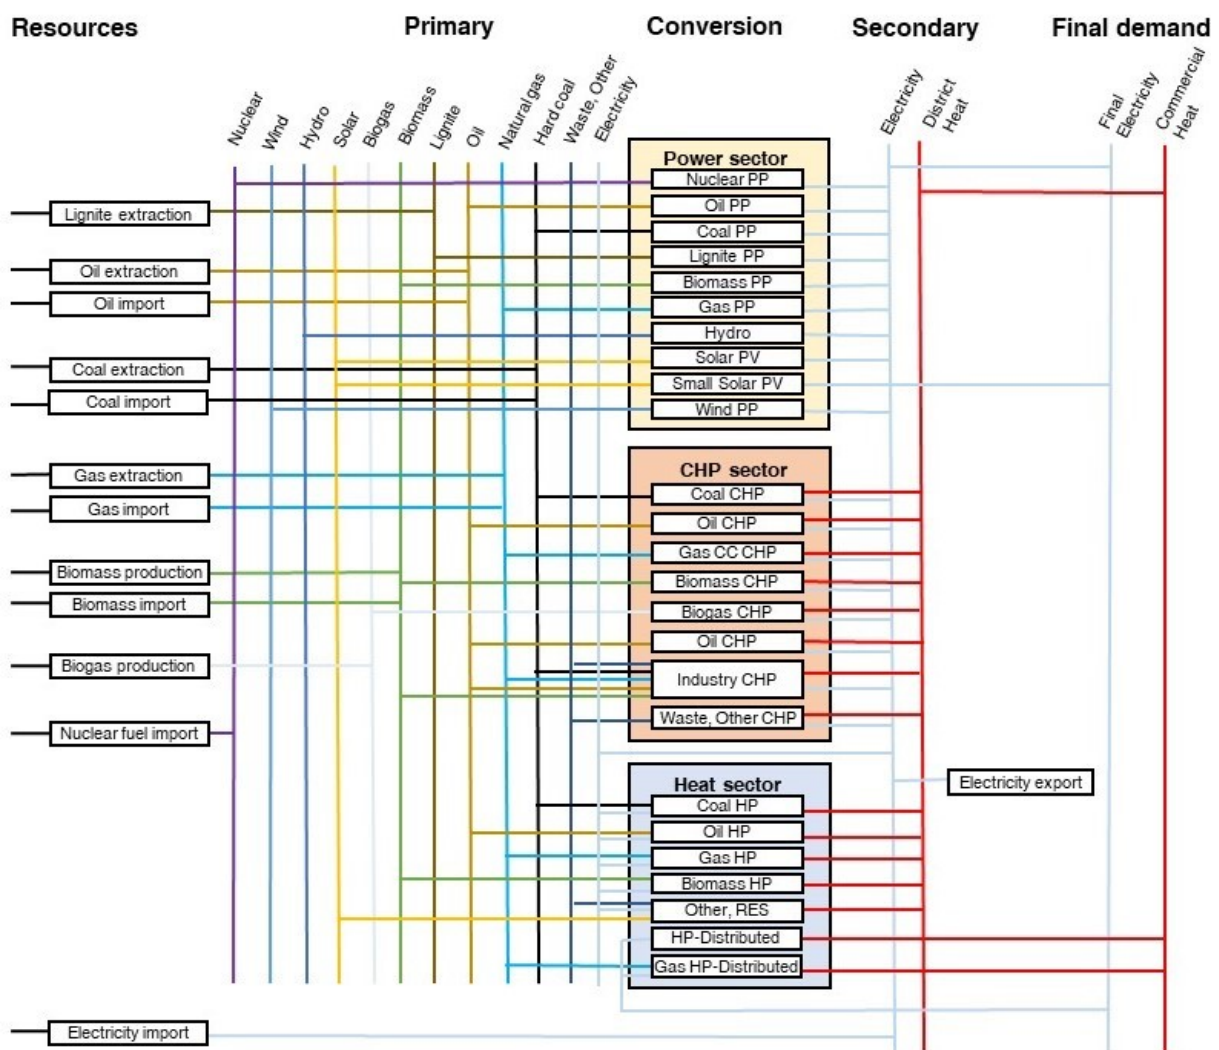 Resources
Primary
Conversion
Secondary
Final demand
Nuclear
Wind
Hydro
Solar
Biogas
Biomass
Lignite
Oil
Natural gas
Hard coal
Waste, Other
Electricity
Electricity
District
Heat
Final
Electricity
Commercial
Heat
Lignite extraction
Oil extraction
Oil import
Coal extraction
Coal import
Gas extraction
Gas import
Biomass production
Biomass import
Biogas production
Nuclear fuel import
Electricity import
Power sector
Nuclear PP
Oil PP
Coal PP
Lignite PP
Biomass PP
Gas PP
Hydro
Solar PV
Small Solar PV
Wind PP
CHP sector
Coal CHP
Oil CHP
Gas CC CHP
Biomass CHP
Biogas CHP
Oil CHP
Industry CHP
Waste, Other CHP
Heat sector
Coal HP
Oil HP
Gas HP
Biomass HP
Other, RES
HP-Distributed
Gas HP-Distributed
Electricity export